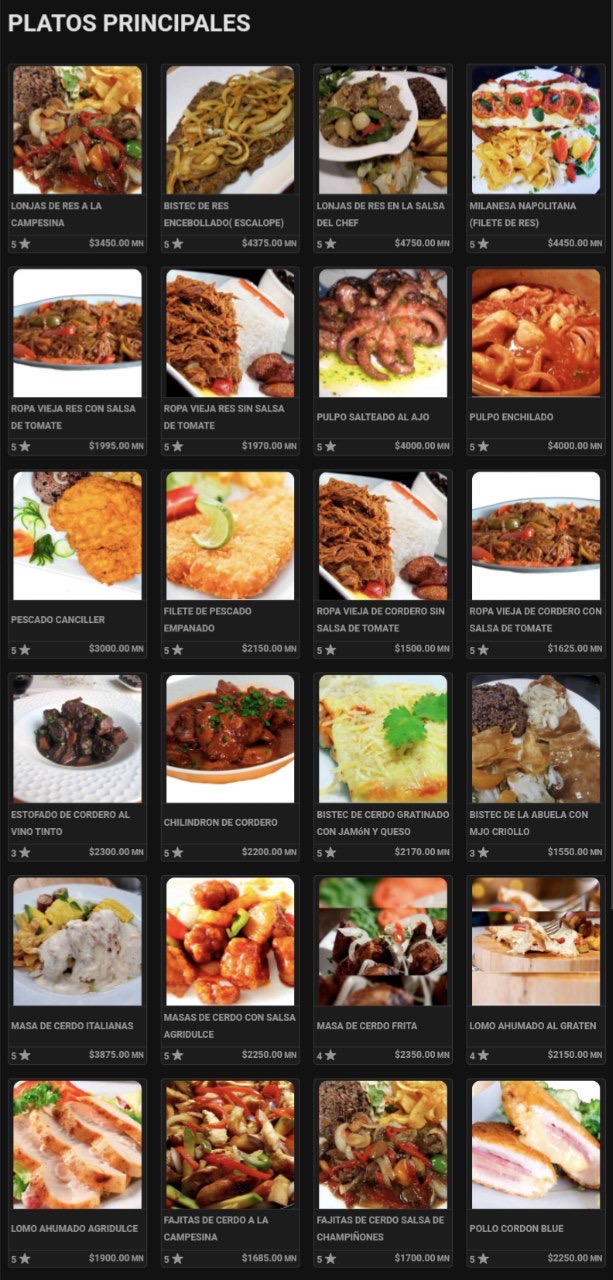 PLATOS PRINCIPALES
LONJAS DE RES A LA
CAMPESINA
5 ★ $3450.00 MN
BISTEC DE RES
ENCEBOLLADO( ESCALOPE)
5 ★ $4375.00 MN
LONJAS DE RES EN LA SALSA
DEL CHEF
5 ★ $4750.00 MN
MILANESA NAPOLITANA
(FILETE DE RES)
5 ★ $4450.00 MN
ROPA VIEJA RES CON SALSA
DE TOMATE
5 ★ $1995.00 MN
ROPA VIEJA RES SIN SALSA
DE TOMATE
5 ★ $1970.00 MN
PULPO SALTEADO AL AJO
5 ★ $4000.00 MN
PULPO ENCHILADO
5 ★ $4000.00 MN
PESCADO CANCILLER
5 ★ $3000.00 MN
FILETE DE PESCADO
EMPANADO
5 ★ $2150.00 MN
ROPA VIEJA DE CORDERO SIN
SALSA DE TOMATE
5 ★ $1500.00 MN
ROPA VIEJA DE CORDERO CON
SALSA DE TOMATE
5 ★ $1625.00 MN
ESTOFADO DE CORDERO AL
VINO TINTO
3 ★ $2300.00 MN
CHILINDRON DE CORDERO
5 ★ $2200.00 MN
BISTEC DE CERDO GRATINADO
CON JAMóN Y QUESO
5 ★ $2170.00 MN
BISTEC DE LA ABUELA CON
MJO CRIOLLO
3 ★ $1550.00 MN
MASA DE CERDO ITALIANAS
5 ★ $3875.00 MN
MASAS DE CERDO CON SALSA
AGRIDULCE
5 ★ $2250.00 MN
MASA DE CERDO FRITA
4 ★ $2350.00 MN
LOMO AHUMADO AL GRATEN
4 ★ $2150.00 MN
LOMO AHUMADO AGRIDULCE
5 ★ $1900.00 MN
FAJITAS DE CERDO A LA
CAMPESINA
5 ★ $1685.00 MN
FAJITAS DE CERDO SALSA DE
CHAMPIÑONES
5 ★ $1700.00 MN
POLLO CORDON BLUE
5 ★ $2250.00 MN